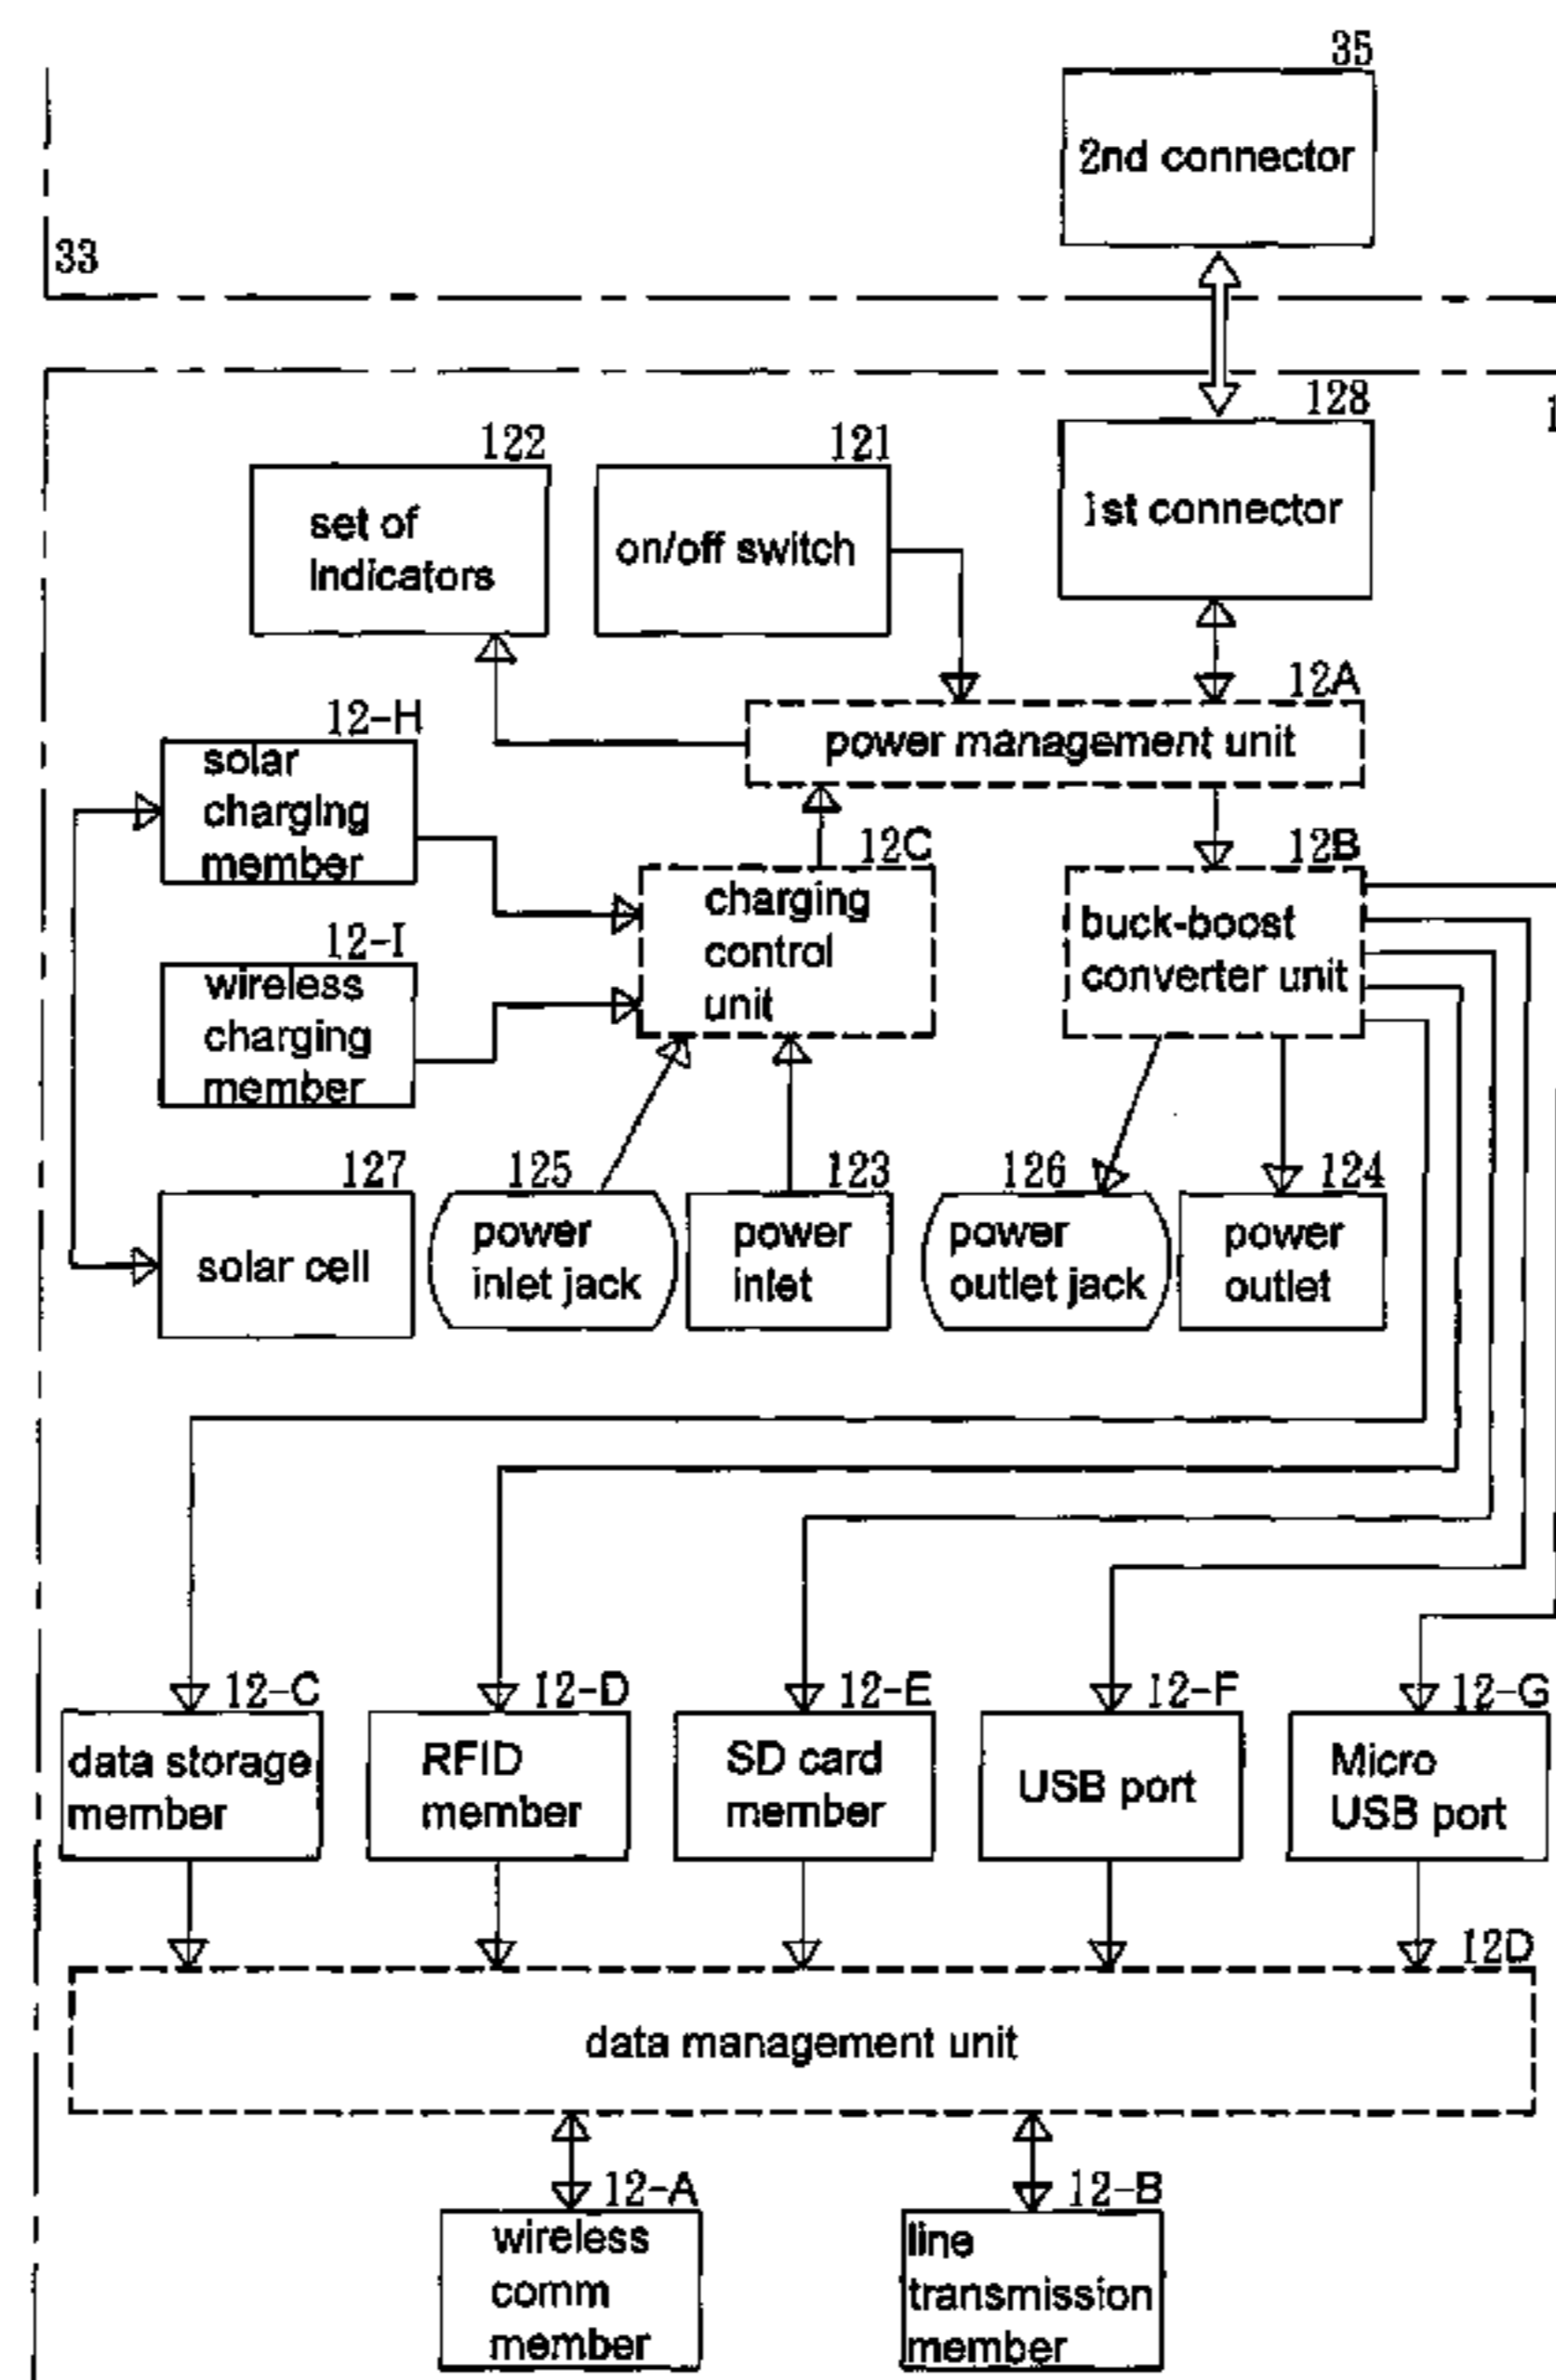 35
2nd connector
33
128
1
122
121
set of
indicators
on/off switch
1st connector
12A
power management unit
12-H
solar
charging
member
12C
charging
control
unit
12B
buck-boost
converter unit
12-I
wireless
charging
member
127
solar cell
125
power
inlet jack
123
power
inlet
126
power
outlet jack
124
power
outlet
12-C
data storage
member
12-D
RFID
member
12-E
SD card
member
12-F
USB port
12-G
Micro
USB port
12D
data management unit
12-A
wireless
comm
member
12-B
line
transmission
member